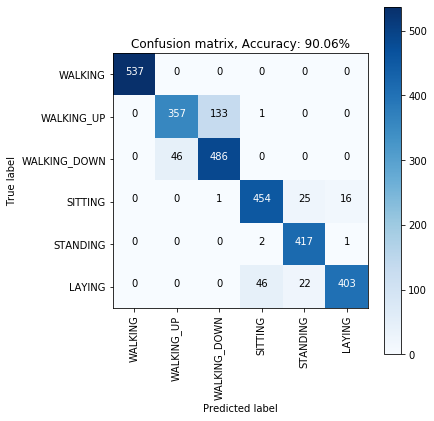 Confusion matrix, Accuracy: 90.06%
True label
WALKING 537 0 0 0 0 0
WALKING_UP 0 357 133 1 0 0
WALKING_DOWN 0 46 486 0 0 0
SITTING 0 0 1 454 25 16
STANDING 0 0 0 2 417 1
LAYING 0 0 0 46 22 403
WALKING
WALKING_UP
WALKING_DOWN
SITTING
STANDING
LAYING
Predicted label
500
400
300
200
100
0